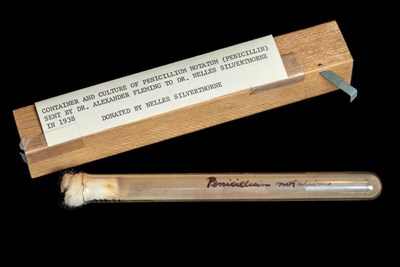 CONTAINER AND CULTURE OF PENICILLIUM NOTATUM (PENICILLIN)
SENT BY DR. ALEXANDER FLEMING TO DR. NELLES SILVERTHORNE
IN 1938
DONATED BY NELLES SILVERTHORNE
Penicillium notatum